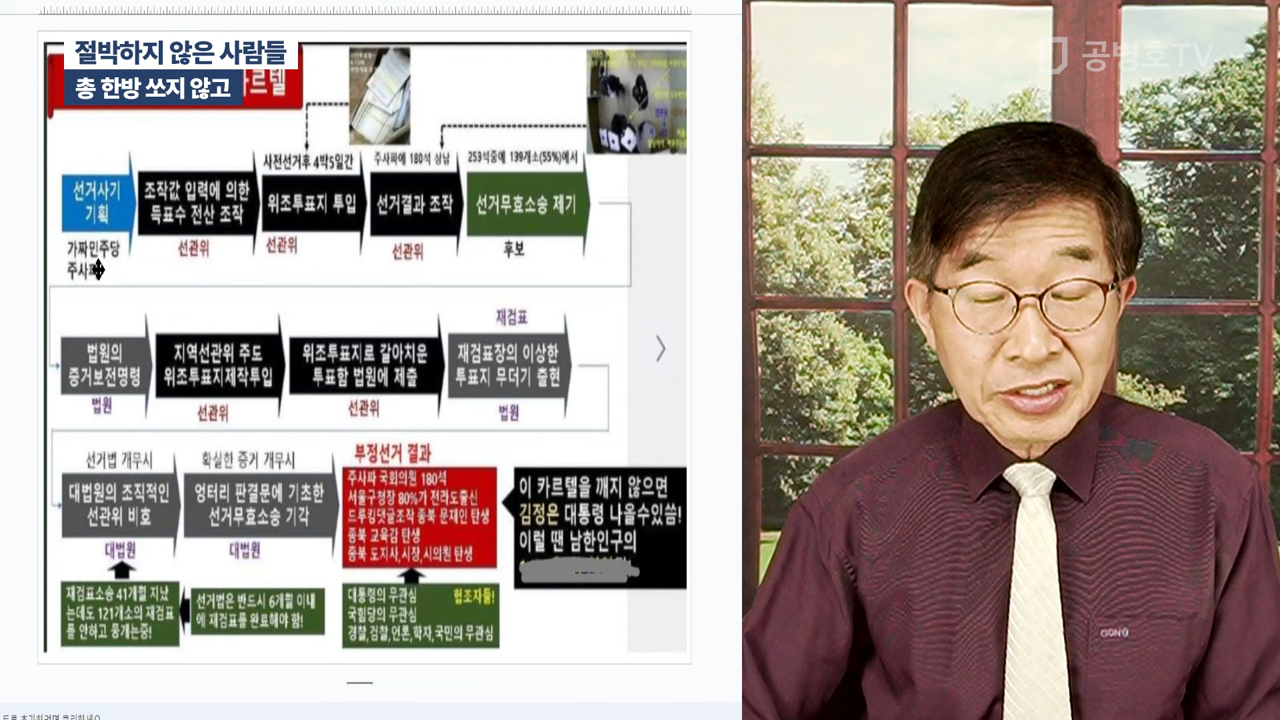 절박하지 않은 사람들
총 한방 쏘지 않고
카르텔
공병호TV
사전선거후 4박5일간
주사파에 180석 상납
253석중에 139개소(55%)에서
선거사기
기획
조작값 입력에 의한
득표수 전산 조작
위조투표지 투입
선거결과 조작
선거무효소송 제기
가짜민주당
주사파
선관위
선관위
선관위
후보
재검표
법원의
증거보전명령
지역선관위 주도
위조투표지제작투입
위조투표지로 갈아치운
투표함 법원에 제출
재검표장의 이상한
투표지 무더기 출현
법원
선관위
선관위
법원
선거법 개무시
확실한 증거 개무시
부정선거 결과
대법원의 조직적인
선관위 비호
엉터리 판결문에 기초한
선거무효소송 기각
주사파 국회의원 180석
서울구청장 80%가 전라도출신
드루킹댓글조작 종북 문재인 탄생
종북 교육감 탄생
종북 도지사,시장,시의원 탄생
이 카르텔을 깨지 않으면
김정은 대통령 나올수있씀!
이럴 땐 남한인구의
대법원
대법원
재검표소송 41개월 지났
는데도 121개소의 재검표
를 안하고 뭉개는중!
선거법은 반드시 6개월 이내
에 재검표를 완료해야 함!
대통령의 무관심
협조자들!
국힘당의 무관심
경찰,검찰,언론,학자,국민의 무관심
GONG